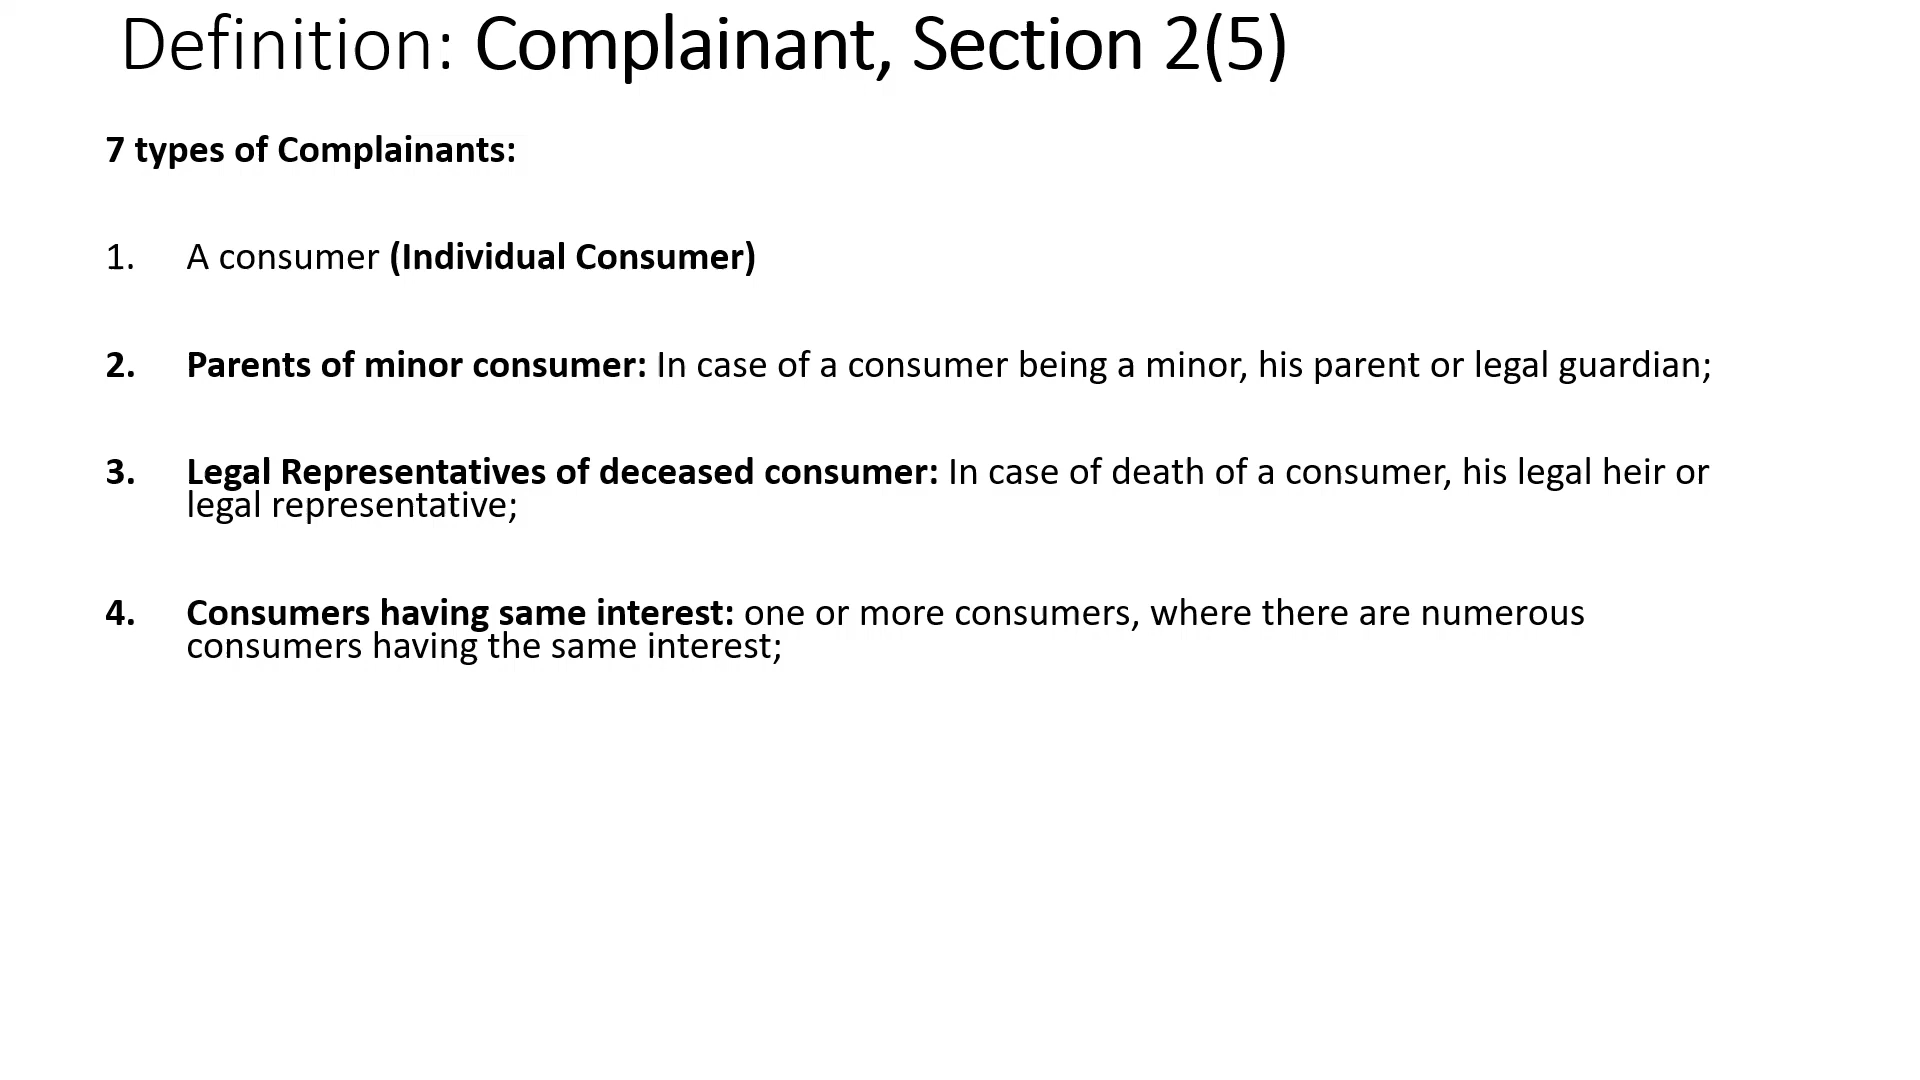 Definition: Complainant, Section 2(5)
7 types of Complainants:
1. A consumer (Individual Consumer)
2. Parents of minor consumer: In case of a consumer being a minor, his parent or legal guardian;
3. Legal Representatives of deceased consumer: In case of death of a consumer, his legal heir or
legal representative;
4. Consumers having same interest: one or more consumers, where there are numerous
consumers having the same interest;